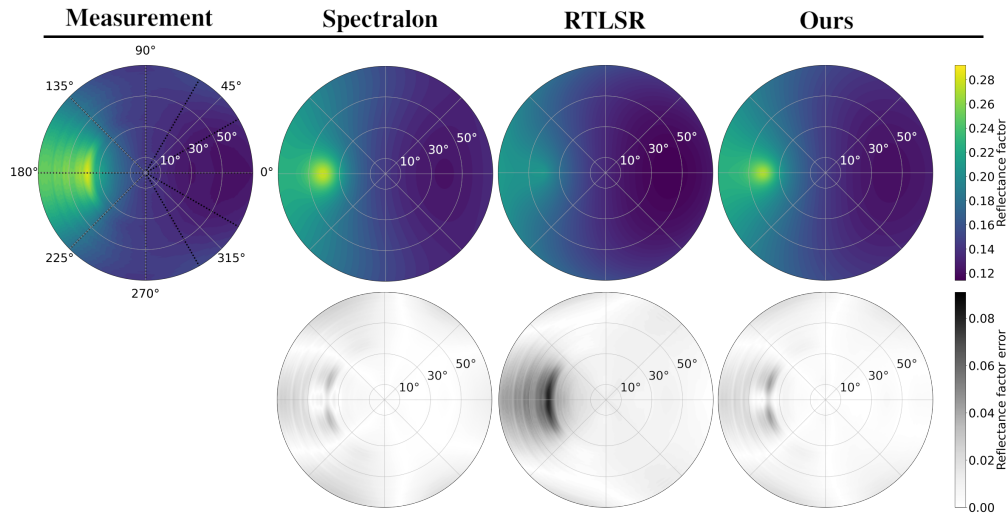 Measurement Spectralon RTLSR Ours
90°
135° 45°
50° 50° 50° 50°
30° 30° 30° 30°
10° 10° 10° 10°
180° 0°
225° 315°
270°
0.28
0.26
0.24
0.22
0.20
0.18
0.16
0.14
0.12
Reflectance factor
50° 50° 50°
30° 30° 30°
10° 10° 10°
0.08
0.06
0.04
0.02
0.00
Reflectance factor error